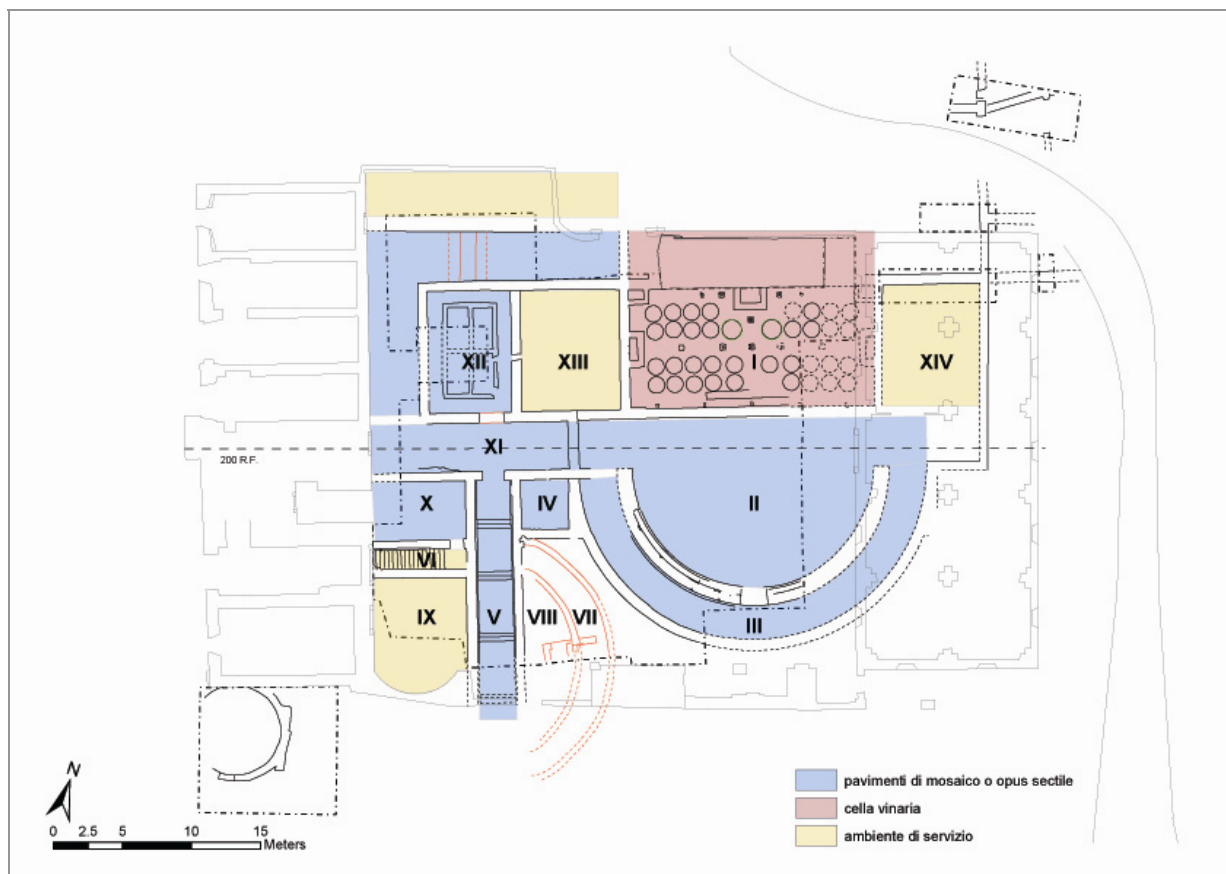 XII
XIII
I
XIV
XI
200 R.F.
X
IV
II
VI
IX
V
VIII
VII
III
N
0 2.5 5 10 15
Meters
pavimenti di mosaico o opus sectile
cella vinaria
ambiente di servizio